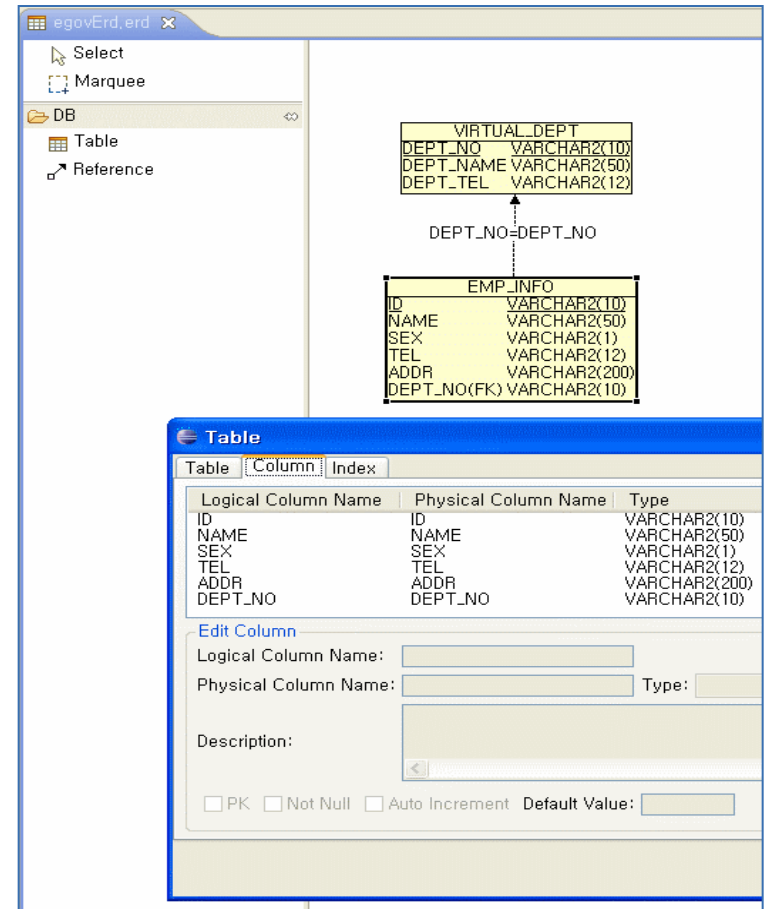 egovErd.erd
Select
Marquee
DB
Table
Reference
VIRTUAL_DEPT
DEPT_NO VARCHAR2(10)
DEPT_NAME VARCHAR2(50)
DEPT_TEL VARCHAR2(12)
DEPT_NO=DEPT_NO
EMP_INFO
ID VARCHAR2(10)
NAME VARCHAR2(50)
SEX VARCHAR2(1)
TEL VARCHAR2(12)
ADDR VARCHAR2(200)
DEPT_NO(FK) VARCHAR2(10)
Table
Table Column Index
Logical Column Name Physical Column Name Type
ID ID VARCHAR2(10)
NAME NAME VARCHAR2(50)
SEX SEX VARCHAR2(1)
TEL TEL VARCHAR2(12)
ADDR ADDR VARCHAR2(200)
DEPT_NO DEPT_NO VARCHAR2(10)
Edit Column
Logical Column Name:
Physical Column Name: Type:
Description:
PK Not Null Auto Increment Default Value: